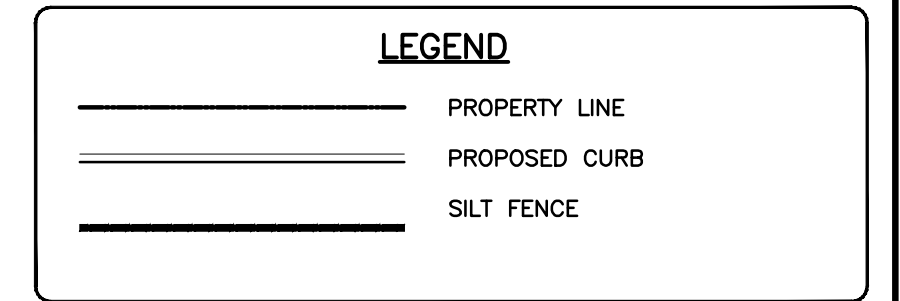 LEGEND
PROPERTY LINE
PROPOSED CURB
SILT FENCE